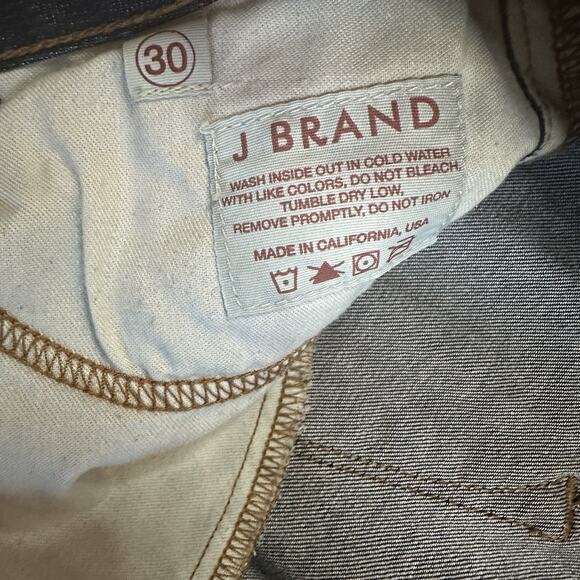 30
J BRAND
WASH INSIDE OUT IN COLD WATER
WITH LIKE COLORS, DO NOT BLEACH,
TUMBLE DRY LOW.
REMOVE PROMPTLY, DO NOT IRON
MADE IN CALIFORNIA, USA